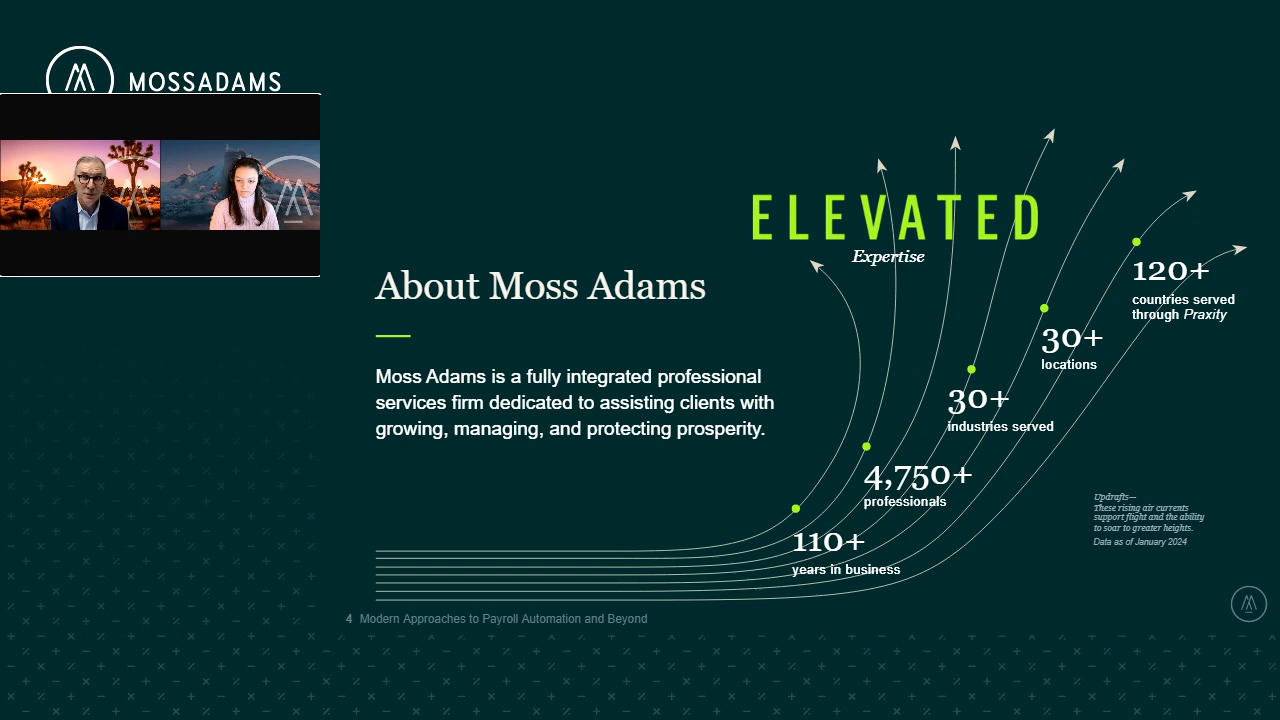 MOSSADAMS
ELEVATED
Expertise
About Moss Adams
Moss Adams is a fully integrated professional
services firm dedicated to assisting clients with
growing, managing, and protecting prosperity.
120+
countries served
through Praxity
30+
locations
30+
industries served
4,750+
professionals
110+
years in business
Updrafts—
These rising air currents
support flight and the ability
to soar to greater heights.
Data as of January 2024
4 Modern Approaches to Payroll Automation and Beyond